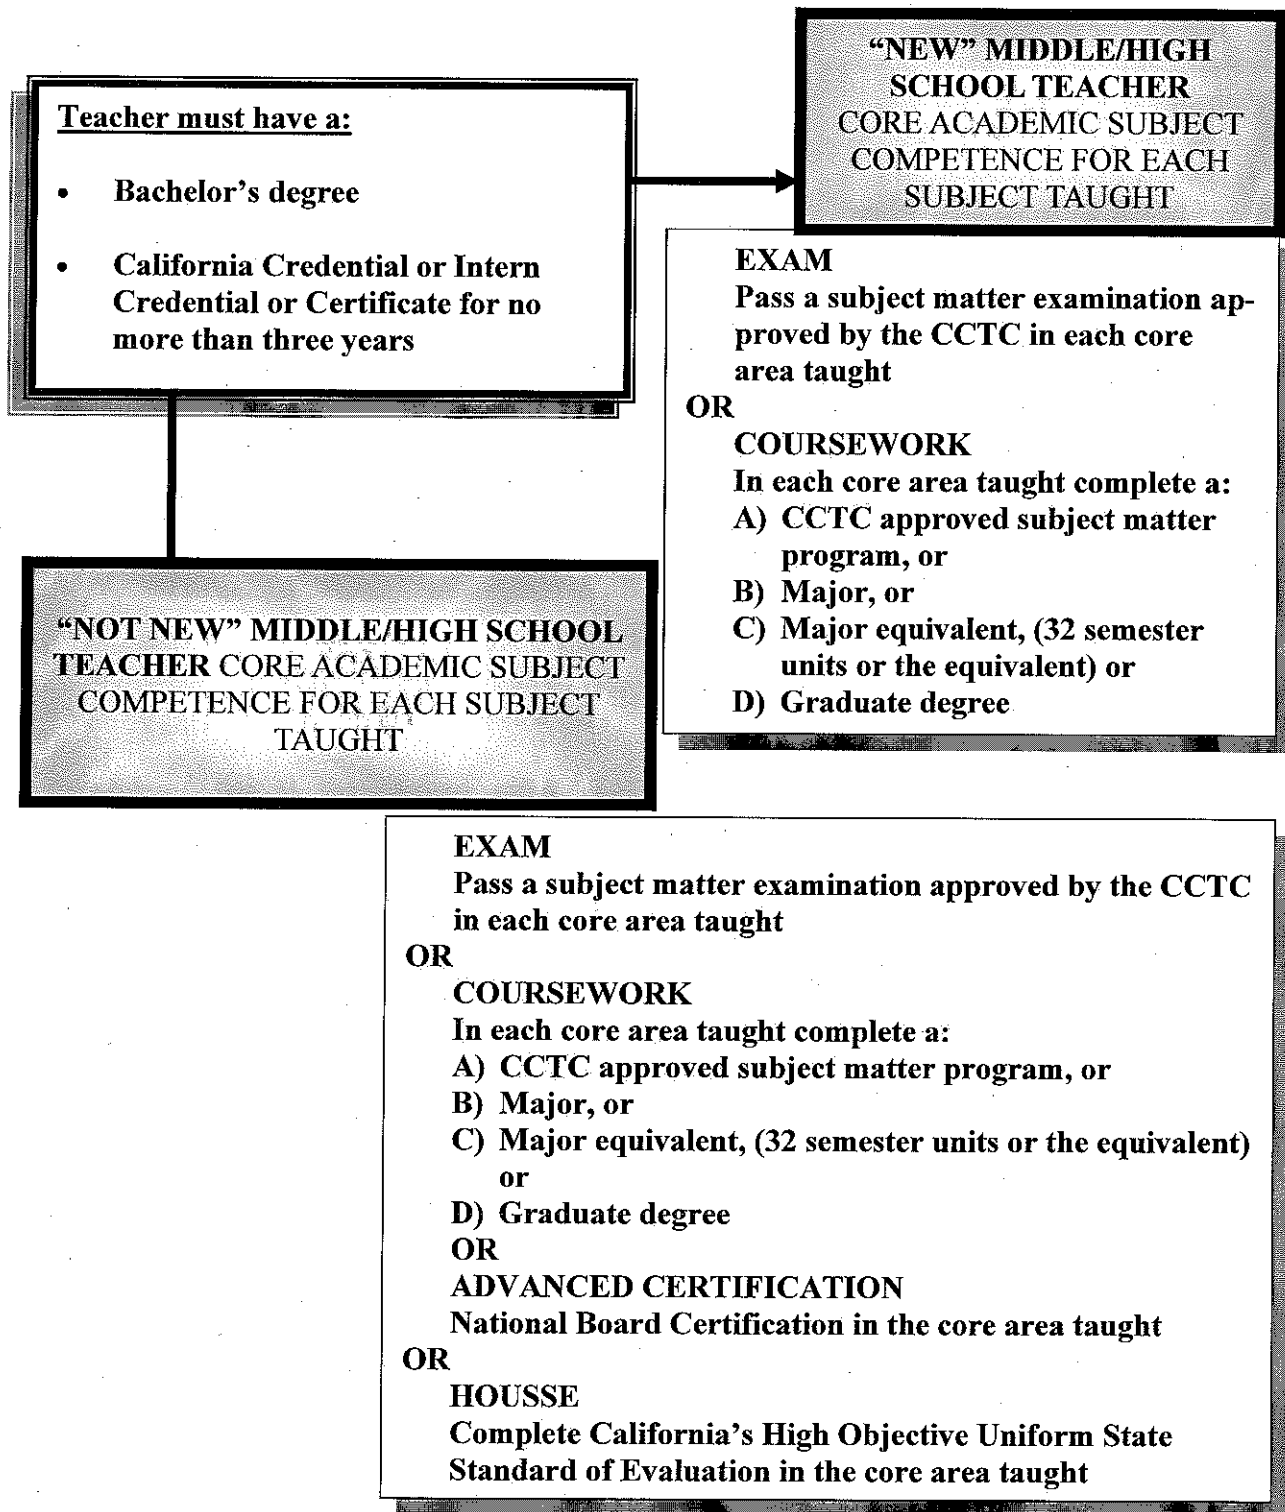 Teacher must have a:
• Bachelor's degree
• California Credential or Intern
Credential or Certificate for no
more than three years
“NEW” MIDDLE/HIGH
SCHOOL TEACHER
CORE ACADEMIC SUBJECT
COMPETENCE FOR EACH
SUBJECT TAUGHT
EXAM
Pass a subject matter examination ap-
proved by the CCTC in each core
area taught
OR
COURSEWORK
In each core area taught complete a:
A) CCTC approved subject matter
program, or
B) Major, or
C) Major equivalent, (32 semester
units or the equivalent) or
D) Graduate degree
“NOT NEW” MIDDLE/HIGH SCHOOL
TEACHER CORE ACADEMIC SUBJECT
COMPETENCE FOR EACH SUBJECT
TAUGHT
EXAM
Pass a subject matter examination approved by the CCTC
in each core area taught
OR
COURSEWORK
In each core area taught complete a:
A) CCTC approved subject matter program, or
B) Major, or
C) Major equivalent, (32 semester units or the equivalent)
or
D) Graduate degree
OR
ADVANCED CERTIFICATION
National Board Certification in the core area taught
OR
HOUSSE
Complete California's High Objective Uniform State
Standard of Evaluation in the core area taught